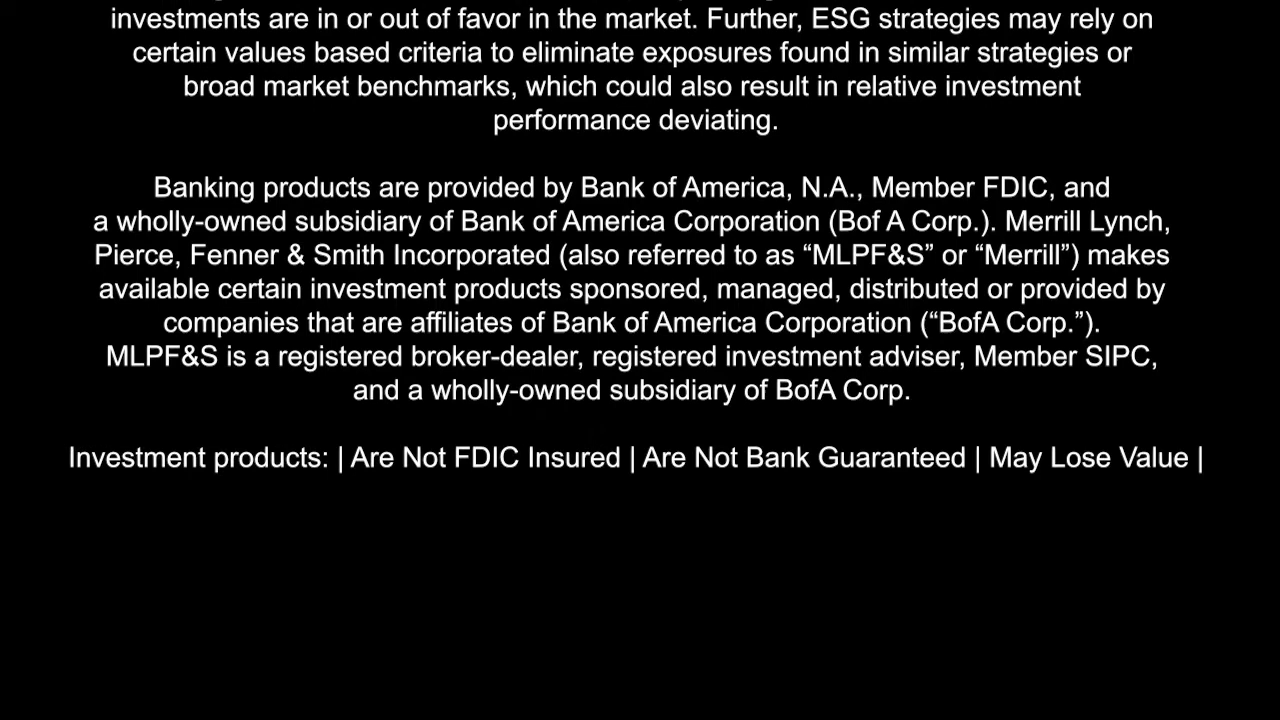 investments are in or out of favor in the market. Further, ESG strategies may rely on
certain values based criteria to eliminate exposures found in similar strategies or
broad market benchmarks, which could also result in relative investment
performance deviating.
Banking products are provided by Bank of America, N.A., Member FDIC, and
a wholly-owned subsidiary of Bank of America Corporation (Bof A Corp.). Merrill Lynch,
Pierce, Fenner & Smith Incorporated (also referred to as “MLPF&S” or “Merrill”) makes
available certain investment products sponsored, managed, distributed or provided by
companies that are affiliates of Bank of America Corporation (“BofA Corp.”).
MLPF&S is a registered broker-dealer, registered investment adviser, Member SIPC,
and a wholly-owned subsidiary of BofA Corp.
Investment products: | Are Not FDIC Insured | Are Not Bank Guaranteed | May Lose Value |